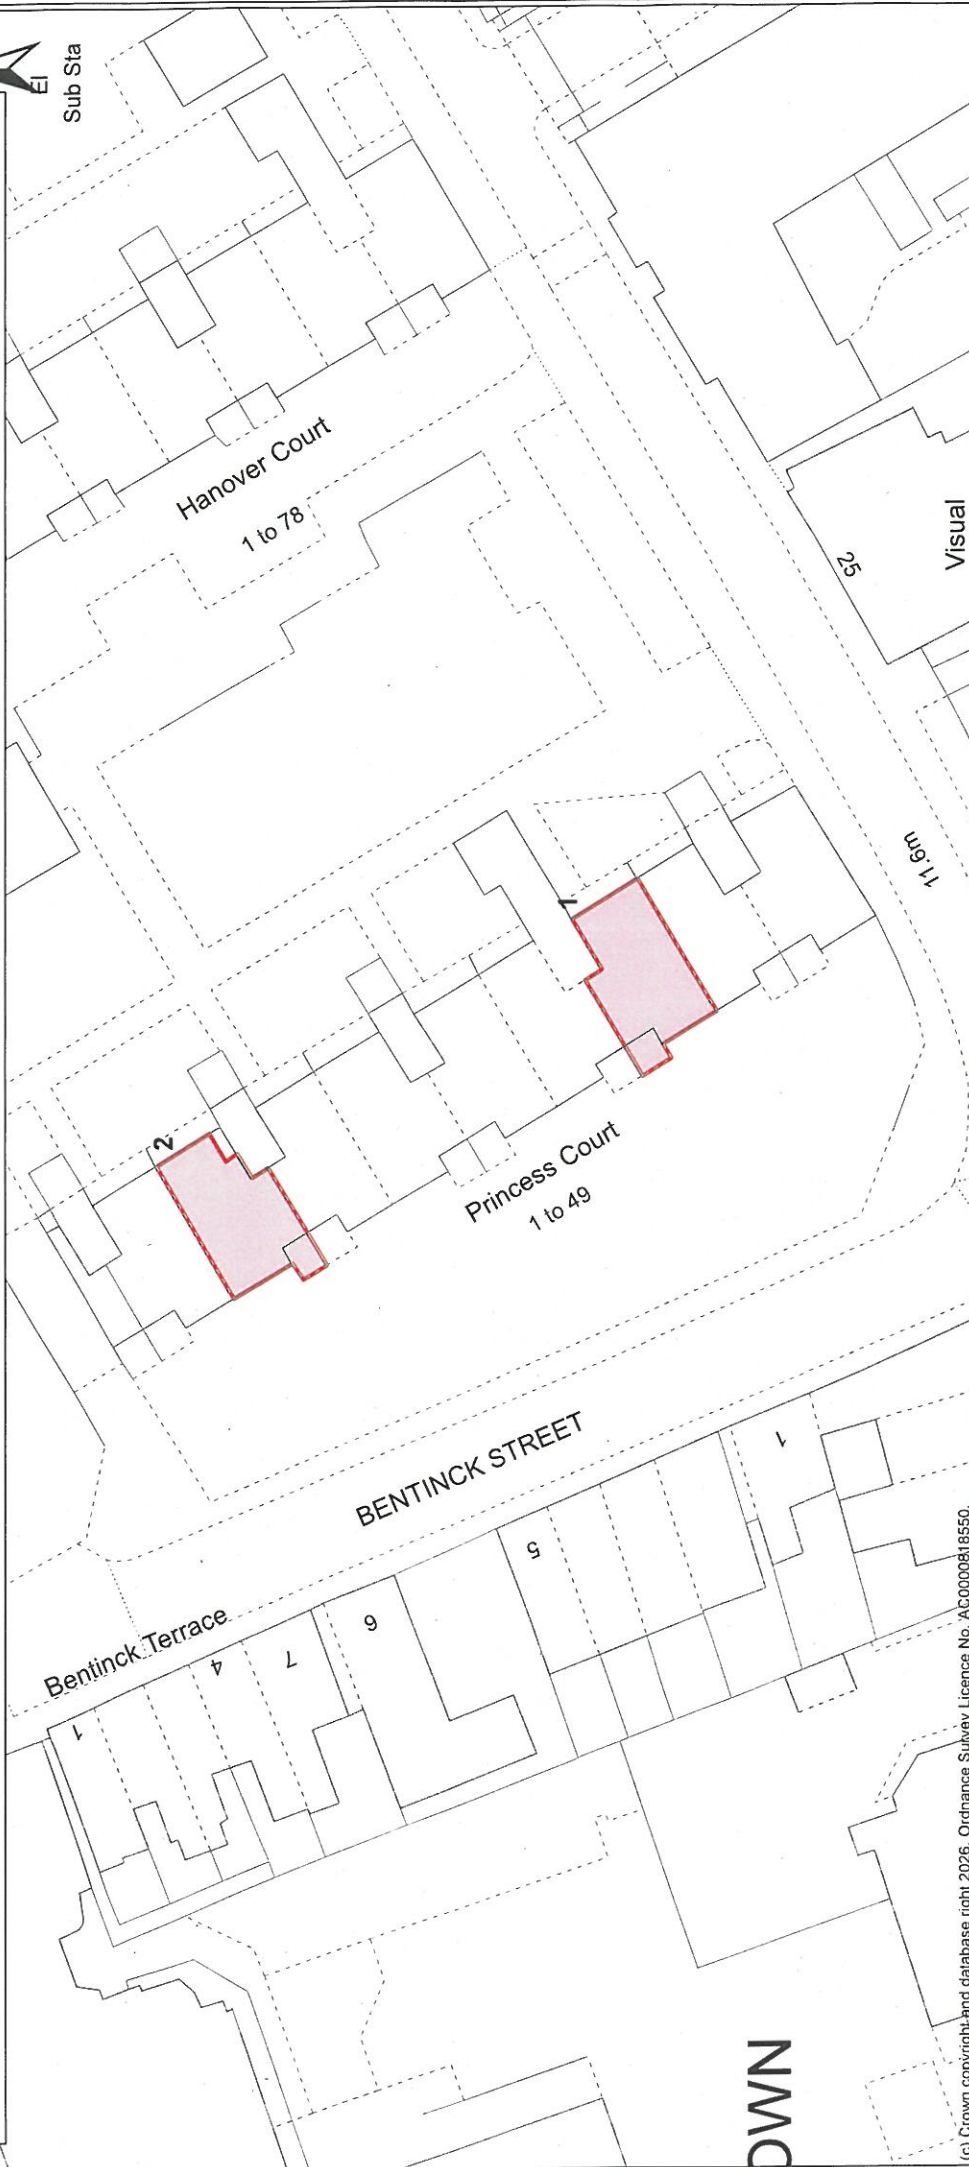 El
Sub Sta
Hanover Court
1 to 78
25
Visual
11.6m
1
2
Princess Court
1 to 49
BENTINCK STREET
Bentinck Terrace
1
4
7
6
5
1
OWN
(c) Crown copyright and database right 2026. Ordnance Survey Licence No. AC0000818550.